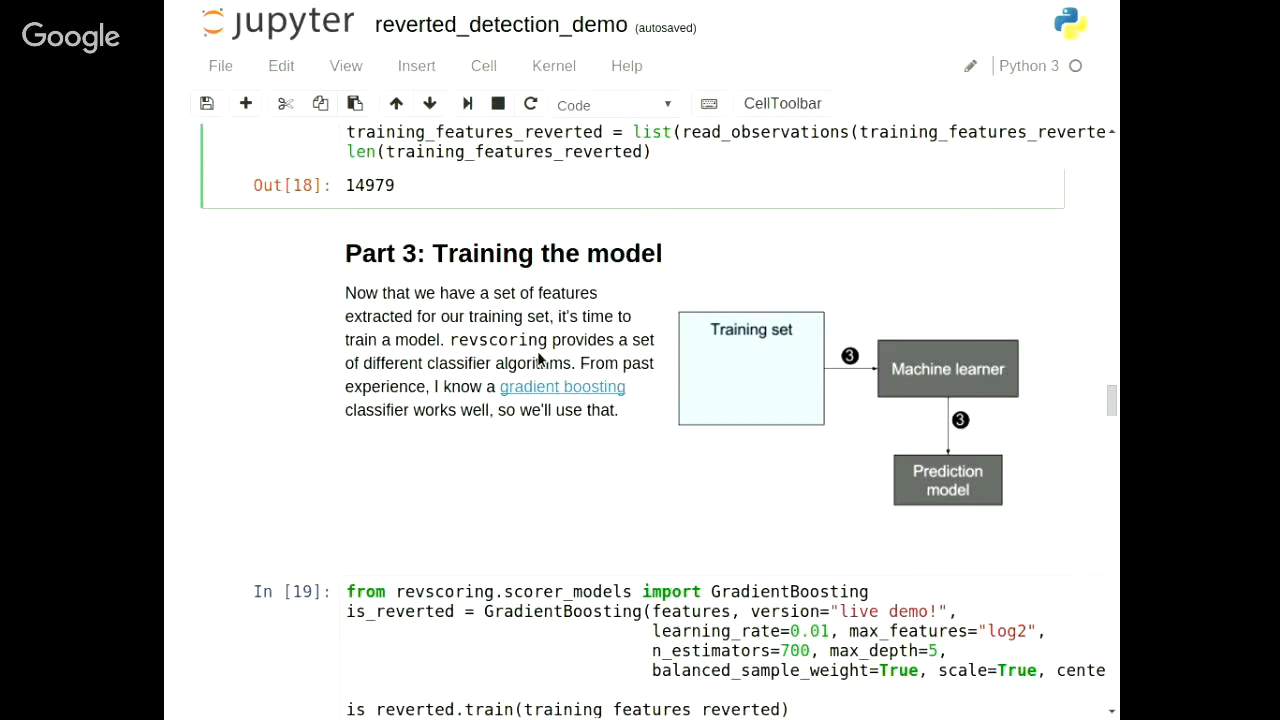 Google
jupyter reverted_detection_demo (autosaved)
File Edit View Insert Cell Kernel Help Python 3
Code CellToolbar
training_features_reverted = list(read_observations(training_features_reverte
len(training_features_reverted)
Out[18]: 14979
Part 3: Training the model
Now that we have a set of features
extracted for our training set, it's time to
train a model. revscoring provides a set
of different classifier algorithms. From past
experience, I know a gradient boosting
classifier works well, so we'll use that.
Training set
3
Machine learner
3
Prediction
model
In [19]: from revscoring.scorer_models import GradientBoosting
is_reverted = GradientBoosting(features, version="live demo!",
learning_rate=0.01, max_features="log2",
n_estimators=700, max_depth=5,
balanced_sample_weight=True, scale=True, cente
is_reverted.train(training_features_reverted)